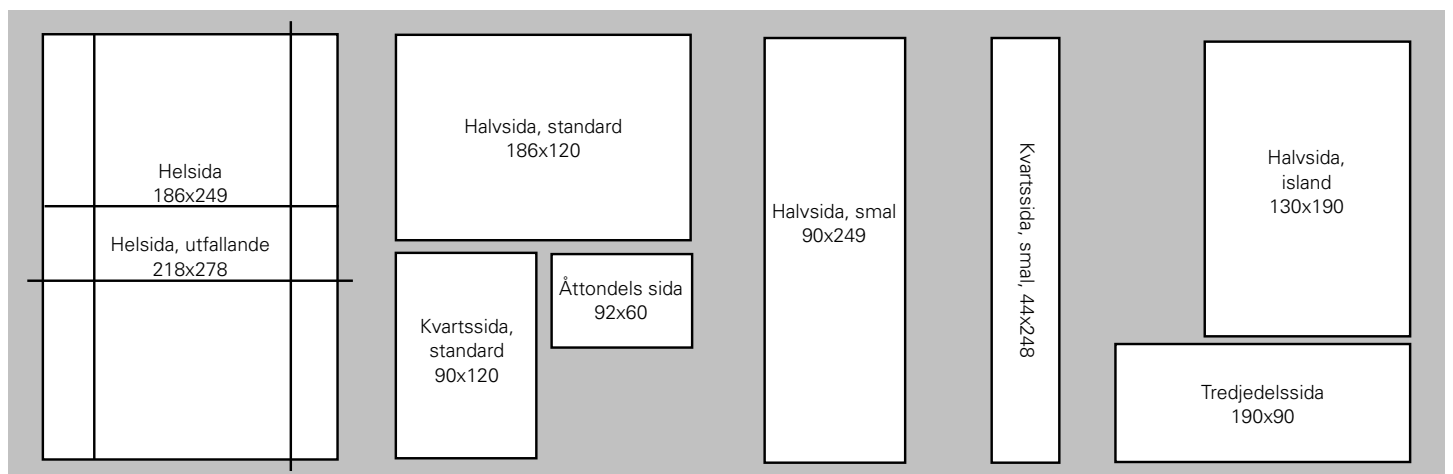 Helsida
186x249
Helsida, utfallande
218x278
Halvsida, standard
186x120
Kvartssida,
standard
90x120
Åttondels sida
92x60
Halvsida, smal
90x249
Kvartssida, smal, 44x248
Halvsida,
island
130x190
Tredjedelssida
190x90